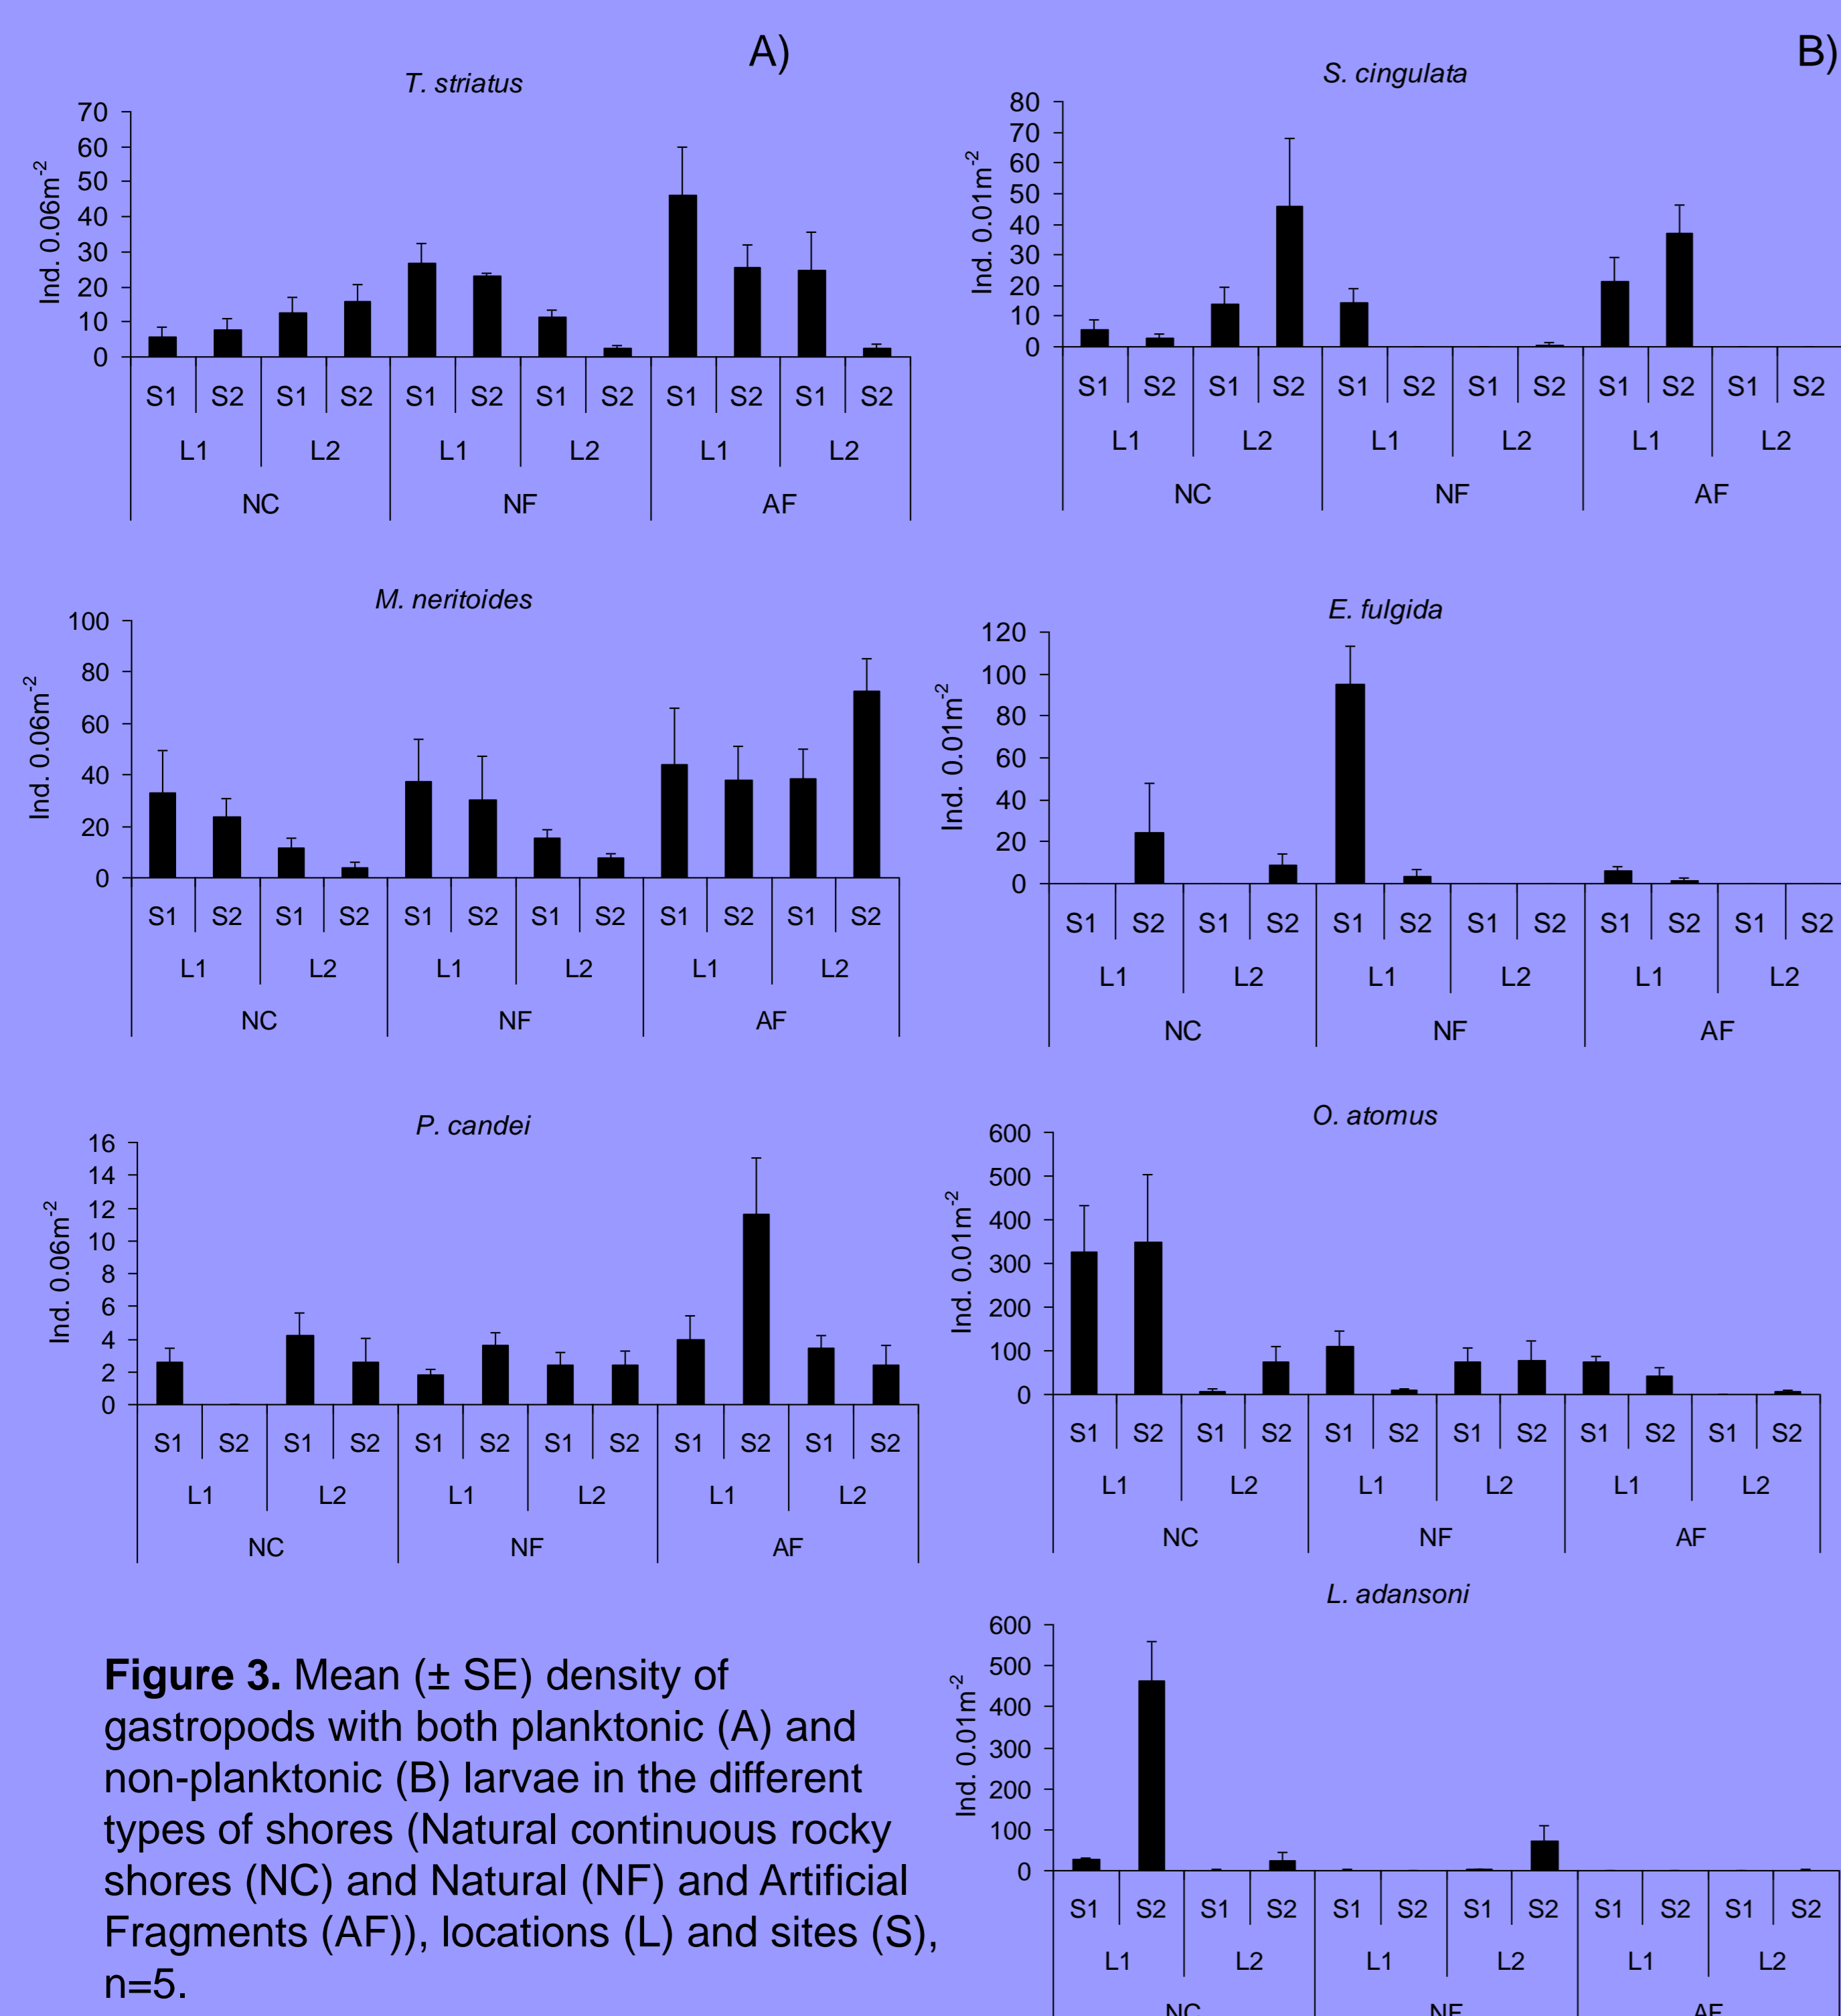 A)
T. striatus
Ind. 0.06m-2
70
60
50
40
30
20
10
0
S1 S2 S1 S2 S1 S2 S1 S2 S1 S2 S1 S2
L1 L2 L1 L2 L1 L2
NC NF AF
M. neritoides
Ind. 0.06m-2
100
80
60
40
20
0
S1 S2 S1 S2 S1 S2 S1 S2 S1 S2 S1 S2
L1 L2 L1 L2 L1 L2
NC NF AF
P. candei
Ind. 0.06m-2
16
14
12
10
8
6
4
2
0
S1 S2 S1 S2 S1 S2 S1 S2 S1 S2 S1 S2
L1 L2 L1 L2 L1 L2
NC NF AF
B)
S. cingulata
Ind. 0.01m-2
80
70
60
50
40
30
20
10
0
S1 S2 S1 S2 S1 S2 S1 S2 S1 S2 S1 S2
L1 L2 L1 L2 L1 L2
NC NF AF
E. fulgida
Ind. 0.01m-2
120
100
80
60
40
20
0
S1 S2 S1 S2 S1 S2 S1 S2 S1 S2 S1 S2
L1 L2 L1 L2 L1 L2
NC NF AF
O. atomus
Ind. 0.01m-2
600
500
400
300
200
100
0
S1 S2 S1 S2 S1 S2 S1 S2 S1 S2 S1 S2
L1 L2 L1 L2 L1 L2
NC NF AF
L. adansoni
Ind. 0.01m-2
600
500
400
300
200
100
0
S1 S2 S1 S2 S1 S2 S1 S2 S1 S2 S1 S2
L1 L2 L1 L2 L1 L2
NC NF AF
Figure 3. Mean (± SE) density of
gastropods with both planktonic (A) and
non-planktonic (B) larvae in the different
types of shores (Natural continuous rocky
shores (NC) and Natural (NF) and Artificial
Fragments (AF)), locations (L) and sites (S),
n=5.